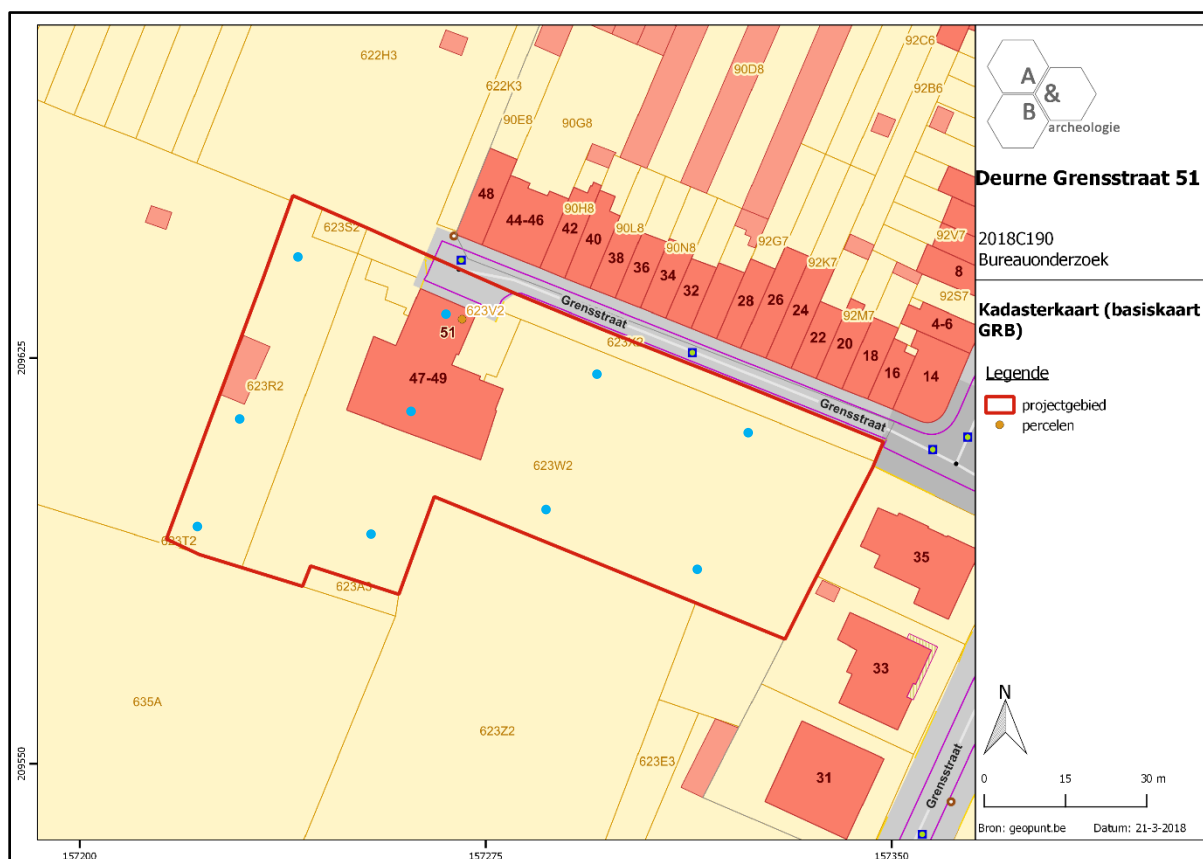 622H3
622K3
90E8
90G8
90D8
92C6
92B6
48
44-46
42
40
38
36
34
32
28
26
24
22
20
18
16
14
90H8
90L8
90N8
92G7
92K7
92M7
92V7
8
92S7
4-6
623S2
623V2
51
47-49
623R2
Grensstraat
623X2
Grensstraat
623W2
623T2
623A3
35
33
31
635A
623Z2
623E3
Grensstraat
209625
209550
157200
157275
157350
A
&
B
archeologie
Deurne Grensstraat 51
2018C190
Bureauonderzoek
Kadasterkaart (basiskaart
GRB)
Legende
projectgebied
percelen
N
0 15 30 m
Bron: geopunt.be Datum: 21-3-2018